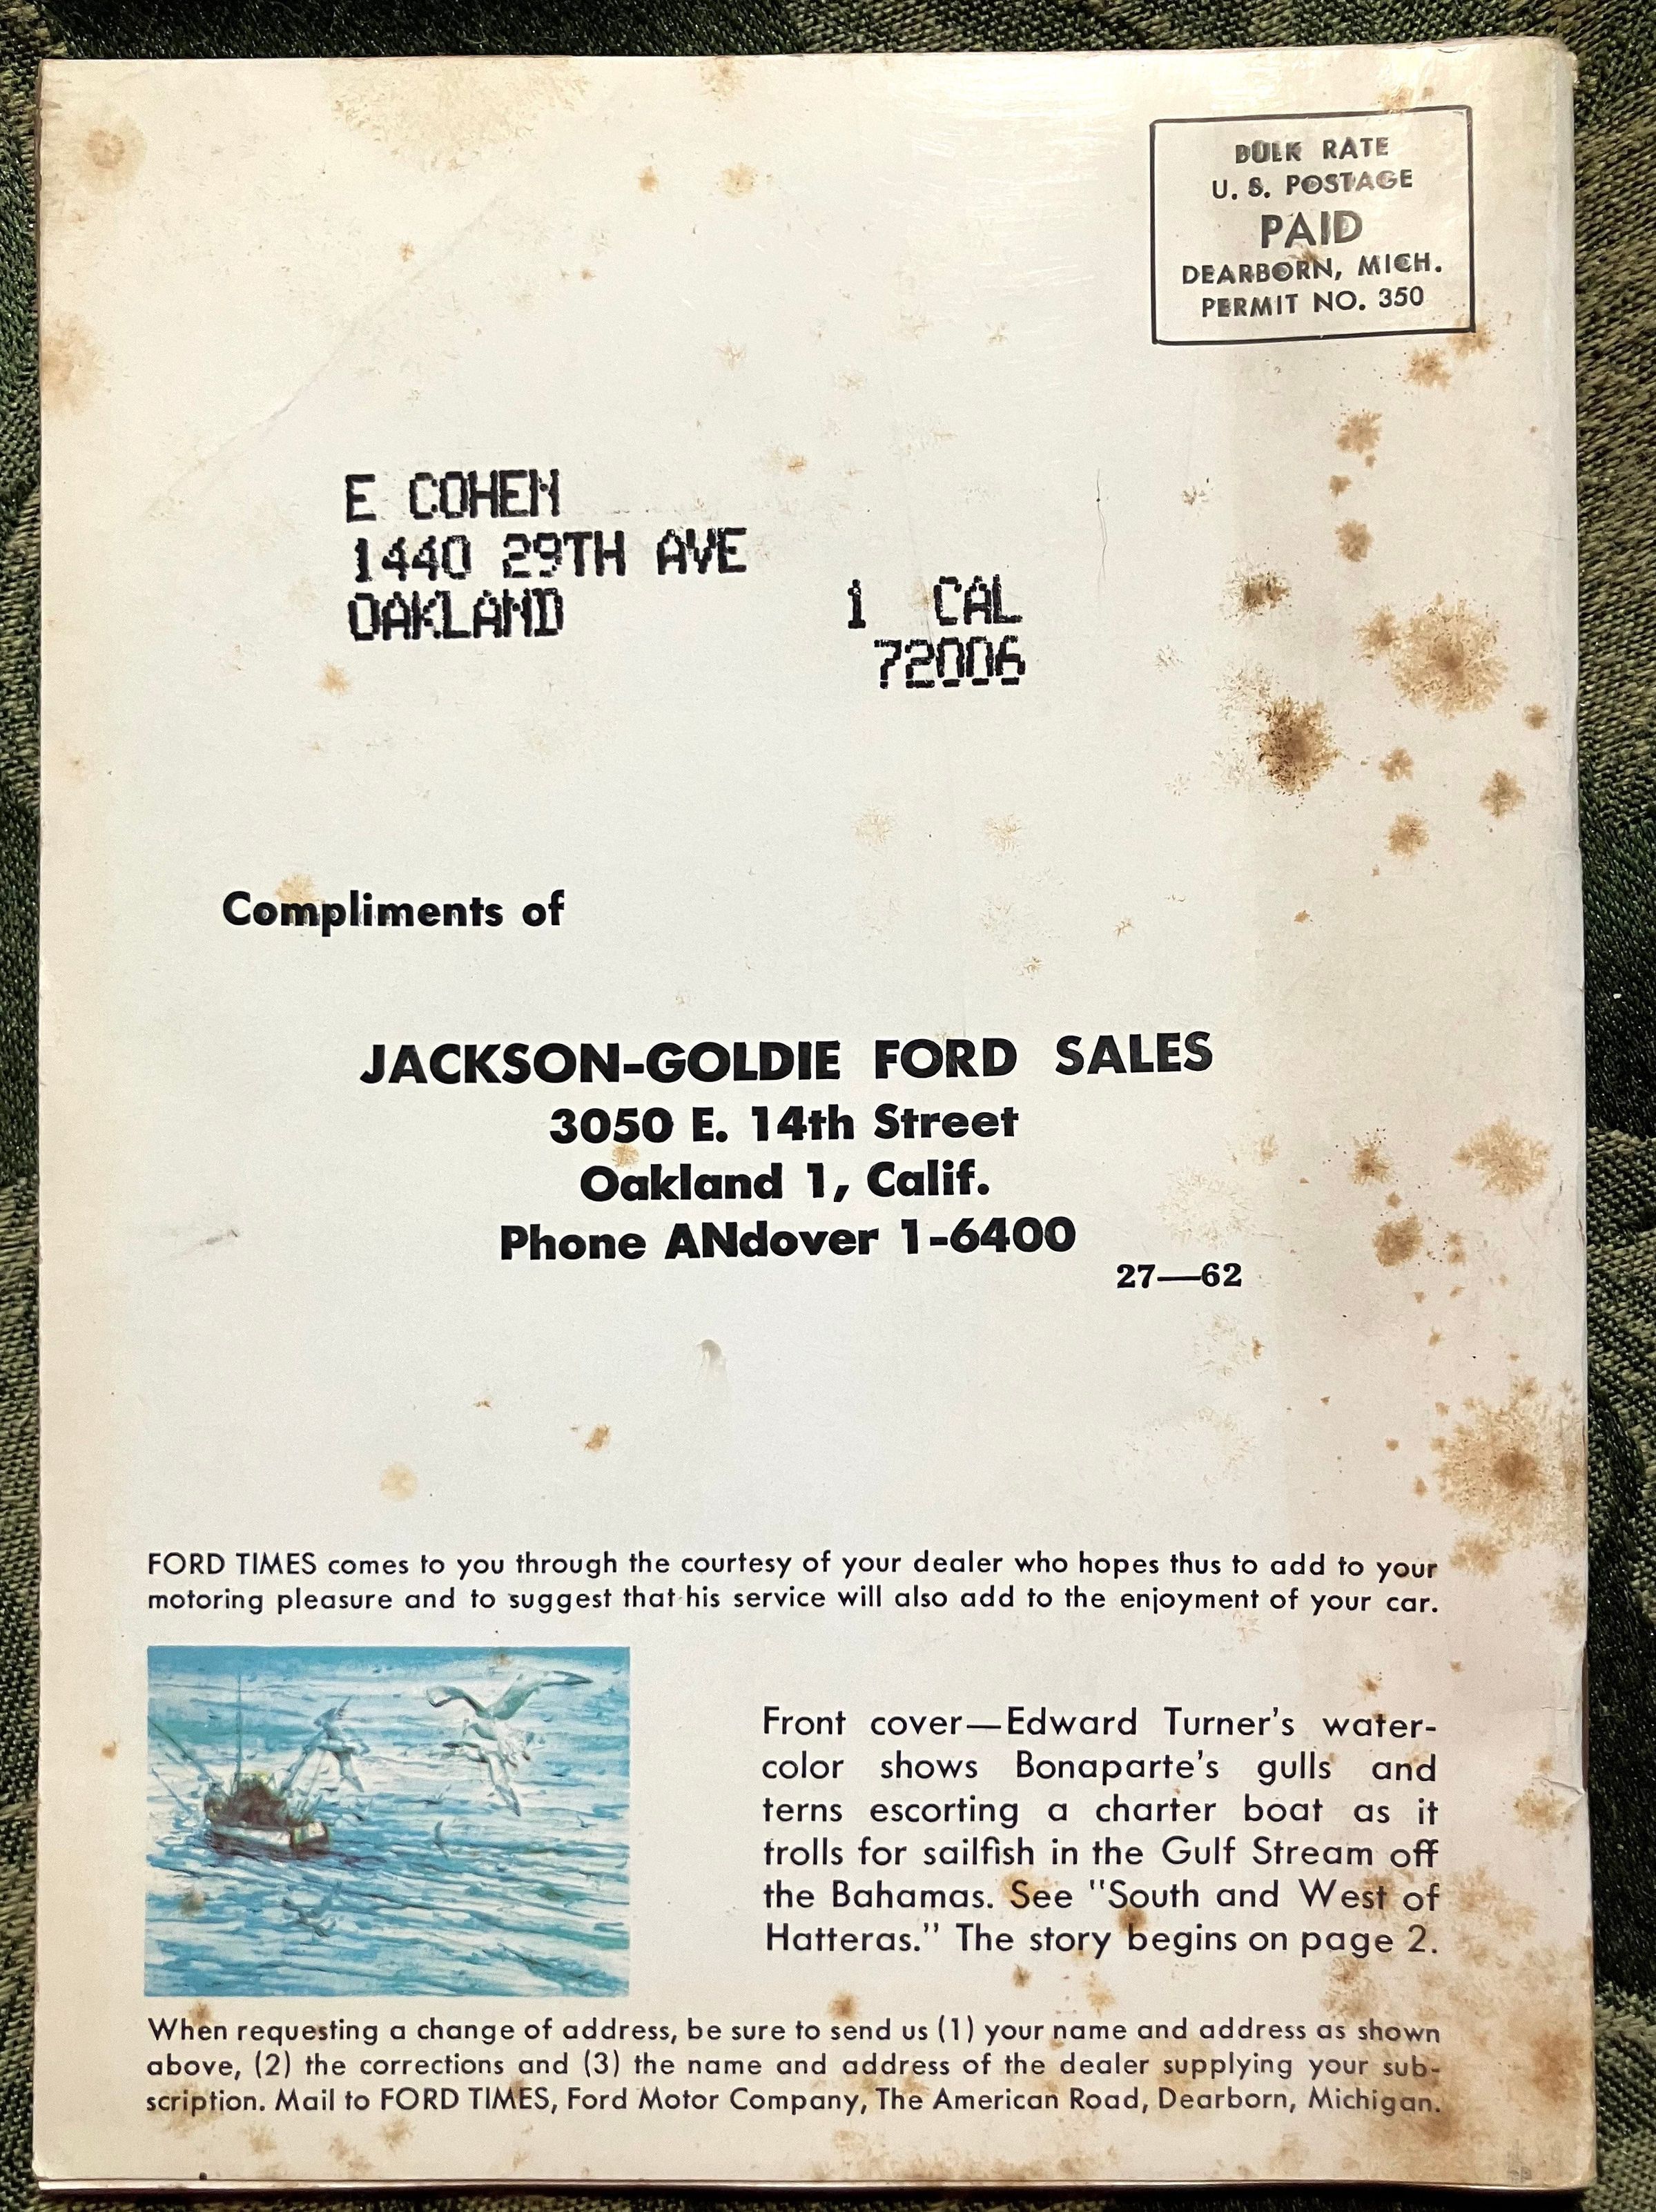 BULK RATE
U. S. POSTAGE
PAID
DEARBORN, MICH.
PERMIT NO. 350
E COHEN
1440 29TH AVE
OAKLAND 1 CAL
72006
Compliments of
JACKSON-GOLDIE FORD SALES
3050 E. 14th Street
Oakland 1, Calif.
Phone ANdover 1-6400
27—62
FORD TIMES comes to you through the courtesy of your dealer who hopes thus to add to your
motoring pleasure and to suggest that his service will also add to the enjoyment of your car.
Front cover—Edward Turner's water-
color shows Bonaparte's gulls and
terns escorting a charter boat as it
trolls for sailfish in the Gulf Stream off
the Bahamas. See "South and West of
Hatteras." The story begins on page 2.
When requesting a change of address, be sure to send us (1) your name and address as shown
above, (2) the corrections and (3) the name and address of the dealer supplying your sub-
scription. Mail to FORD TIMES, Ford Motor Company, The American Road, Dearborn, Michigan.